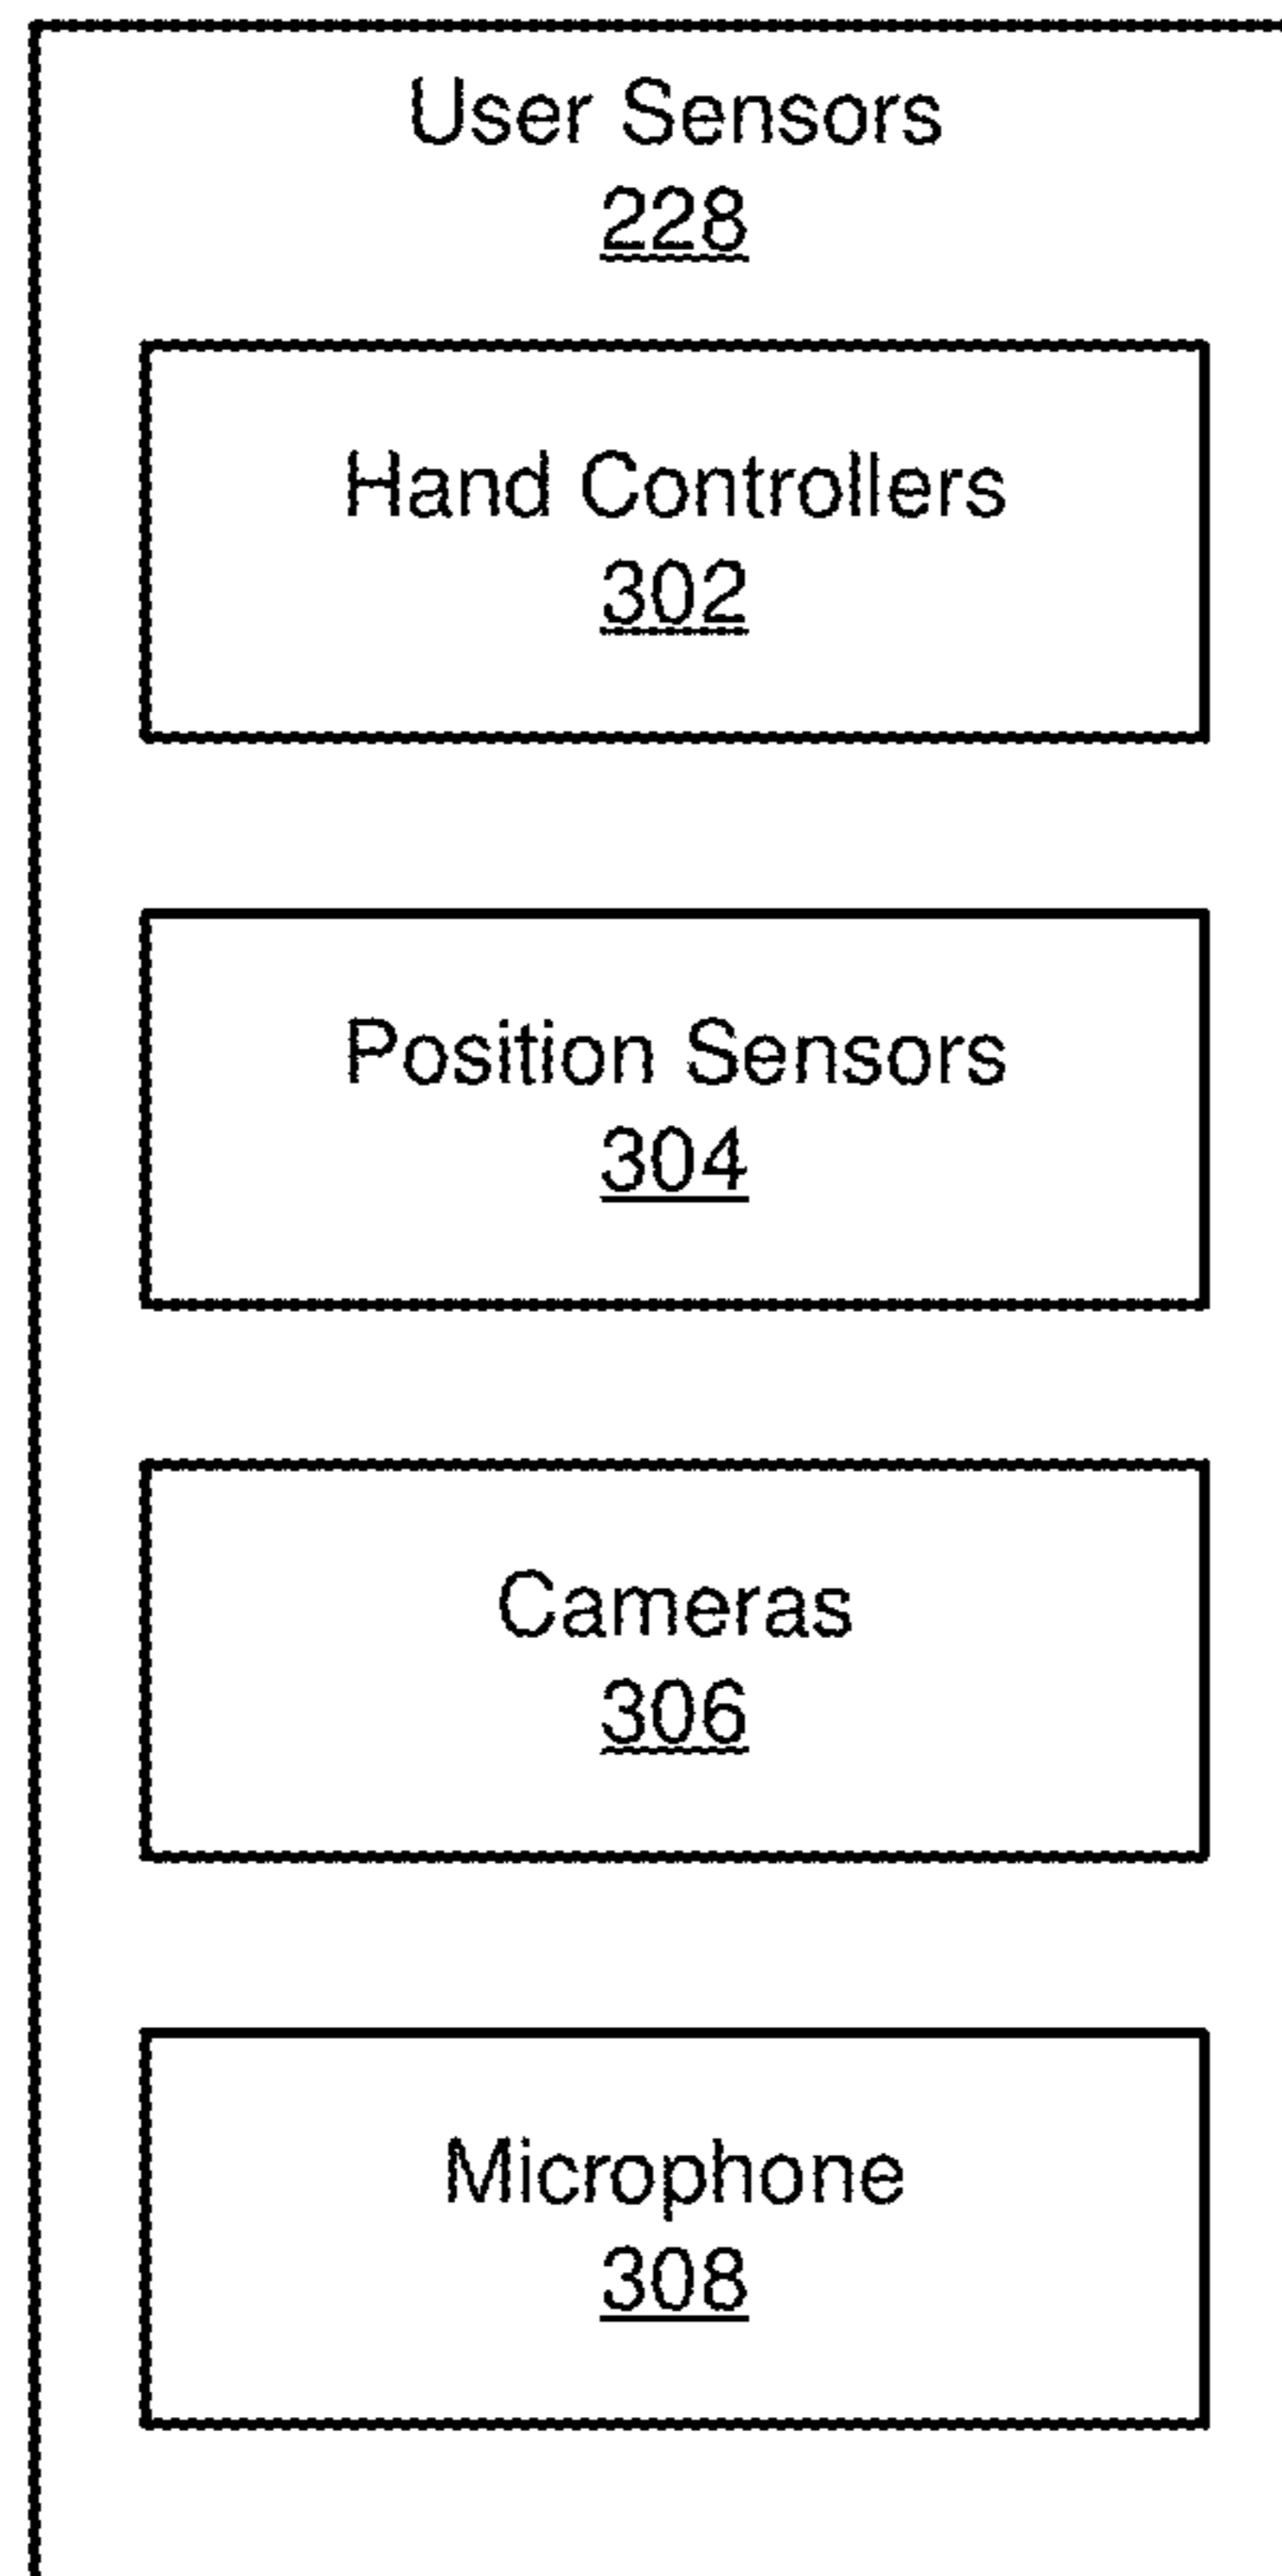 User Sensors
228
Hand Controllers
302
Position Sensors
304
Cameras
306
Microphone
308